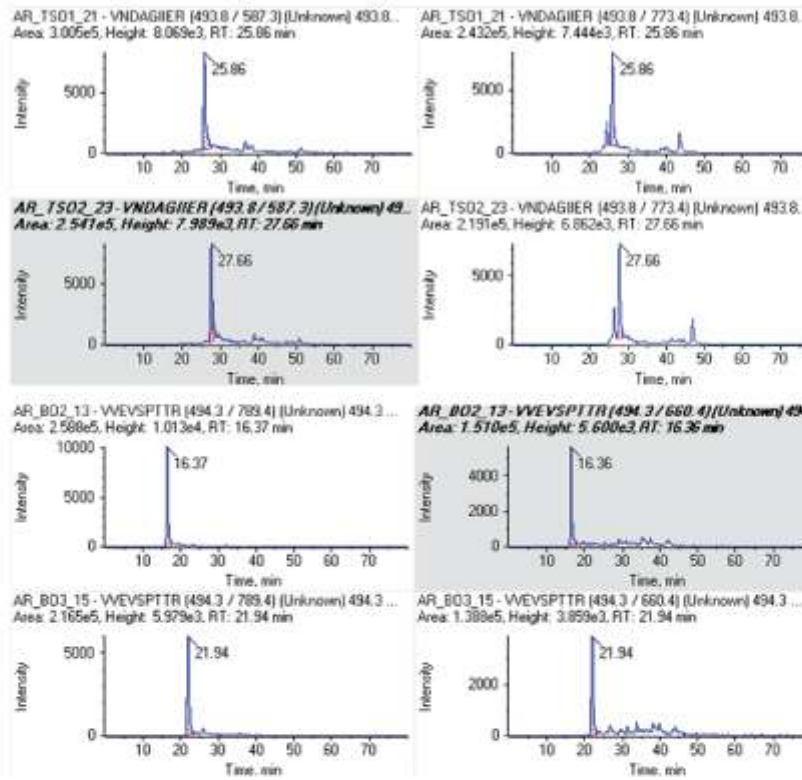 AR_TSO1_21 - VNDAGIIER (493.8 / 587.3) (Unknown) 493.8...
Area: 3.005e5, Height: 8.069e3, RT: 25.86 min
Intensity
5000
0
25.86
10 20 30 40 50 60 70
Time, min
AR_TSO1_21 - VNDAGIIER (493.8 / 773.4) (Unknown) 493.8.
Area: 2.432e5, Height: 7.444e3, RT: 25.86 min
Intensity
5000
0
25.86
10 20 30 40 50 60 70
Time, min
AR_TSO2_23 - VNDAGIIER (493.8 / 587.3) (Unknown) 49...
Area: 2.541e5, Height: 7.989e3, RT: 27.66 min
Intensity
5000
0
27.66
10 20 30 40 50 60 70
Time, min
AR_TSO2_23 - VNDAGIIER (493.8 / 773.4) (Unknown) 493.8.
Area: 2.191e5, Height: 6.862e3, RT: 27.66 min
Intensity
5000
0
27.66
10 20 30 40 50 60 70
Time, min
AR_BO2_13 - VVEVSPTTR (494.3 / 789.4) (Unknown) 494.3 ...
Area: 2.588e5, Height: 1.013e4, RT: 16.37 min
Intensity
10000
5000
0
16.37
10 20 30 40 50 60 70
Time, min
AR_BO2_13 - VVEVSPTTR (494.3 / 660.4) (Unknown) 49
Area: 1.510e5, Height: 5.600e3, RT: 16.36 min
Intensity
4000
2000
0
16.36
10 20 30 40 50 60 70
Time, min
AR_BO3_15 - VVEVSPTTR (494.3 / 789.4) (Unknown) 494.3 ...
Area: 2.165e5, Height: 5.979e3, RT: 21.94 min
Intensity
5000
0
21.94
10 20 30 40 50 60 70
Time, min
AR_BO3_15 - VVEVSPTTR (494.3 / 660.4) (Unknown) 494.3 ...
Area: 1.388e5, Height: 3.859e3, RT: 21.94 min
Intensity
2000
0
21.94
10 20 30 40 50 60 70
Time, min